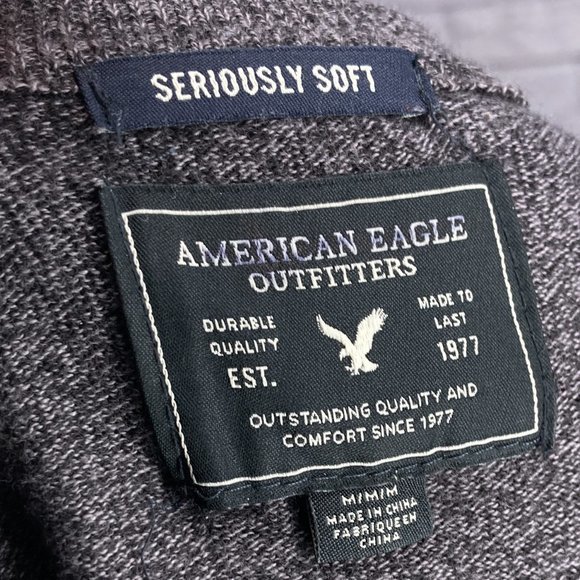 SERIOUSLY SOFT
AMERICAN EAGLE
OUTFITTERS
DURABLE
QUALITY
EST.
MADE TO
LAST
1977
OUTSTANDING QUALITY AND
COMFORT SINCE 1977
M/M/M
MADE IN CHINA
FABRIQUE EN
CHINA